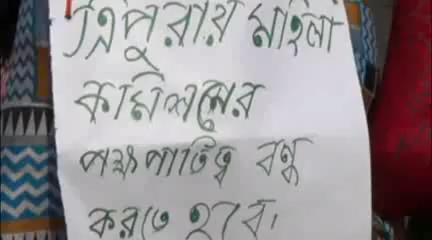 ত্রিপুরার মহিলা
কমিশনের
পক্ষপাতিত্ব বন্ধ
করতে হবে।